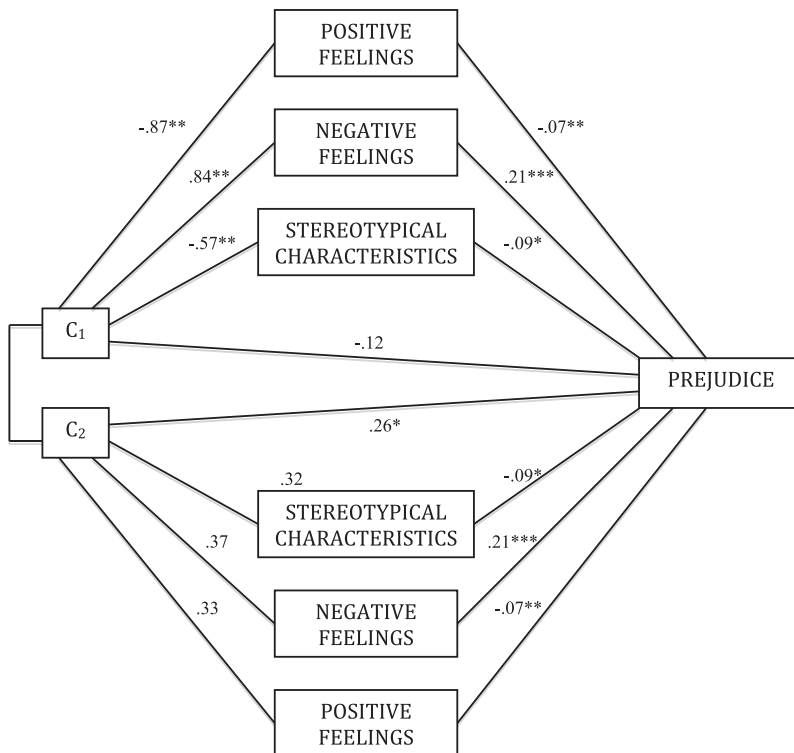 POSITIVE
FEELINGS
-.87**
-.07**
NEGATIVE
FEELINGS
.84**
.21***
STEREOTYPICAL
CHARACTERISTICS
-.57**
-.09*
C1
-.12
PREJUDICE
C2
.26*
.32
-.09*
STEREOTYPICAL
CHARACTERISTICS
.37
.21***
NEGATIVE
FEELINGS
.33
-.07**
POSITIVE
FEELINGS